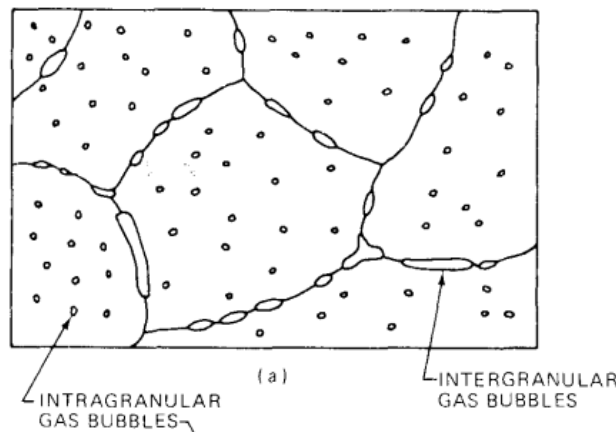 (a)
INTRAGRANULAR
GAS BUBBLES
INTERGRANULAR
GAS BUBBLES